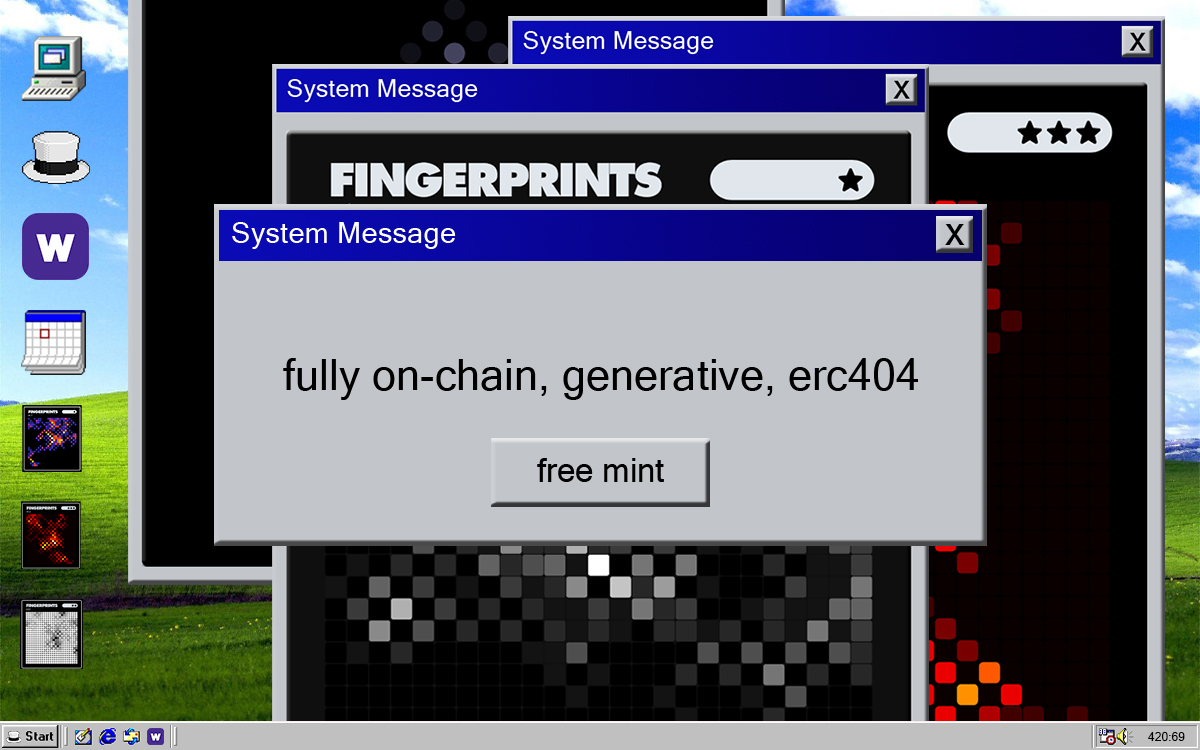 System Message
X
System Message
X
FINGERPRINTS
System Message
X
fully on-chain, generative, erc404
free mint
W
FINGERPRINTS
FINGERPRINTS
FINGERPRINTS
Start
W
420:69